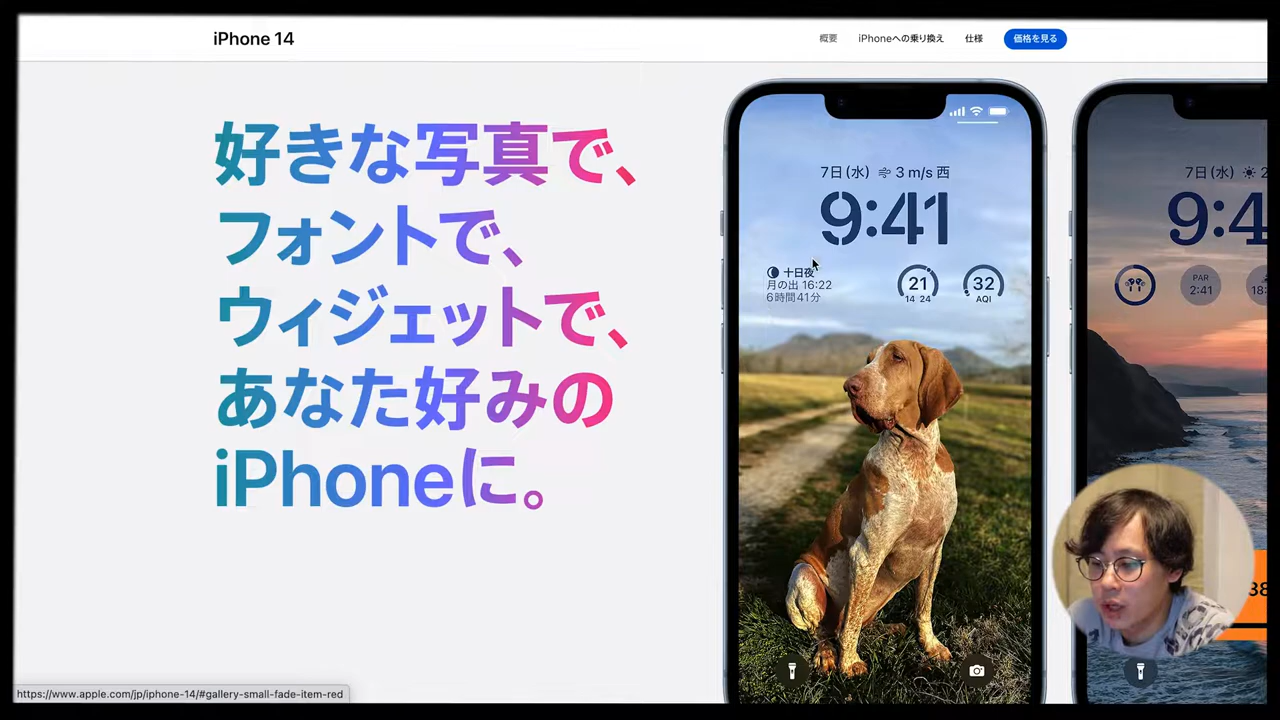 iPhone 14
概要 iPhoneへの乗り換え 仕様 価格を見る
好きな写真で、
フォントで、
ウィジェットで、
あなた好みの
iPhoneに。
7日(水) 3 m/s 西
9:41
十日夜
月の出 16:22
6時間41分
21
14 24
32
AQI
7日(水) 2
9:4
PAR
2:41
18:
38
https://www.apple.com/jp/iphone-14/#gallery-small-fade-item-red